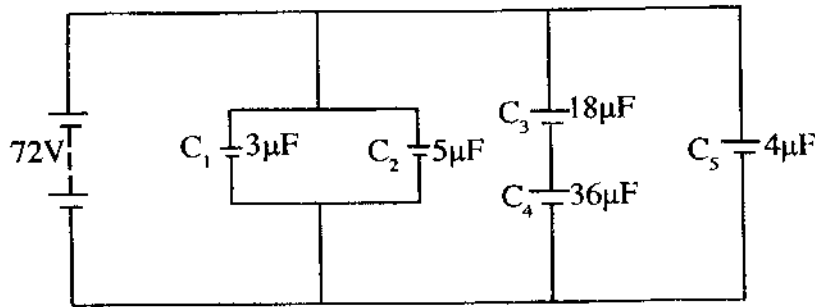 72V
C₁ 3µF
C₂ 5µF
C₃ 18µF
C₄ 36µF
C₅ 4µF